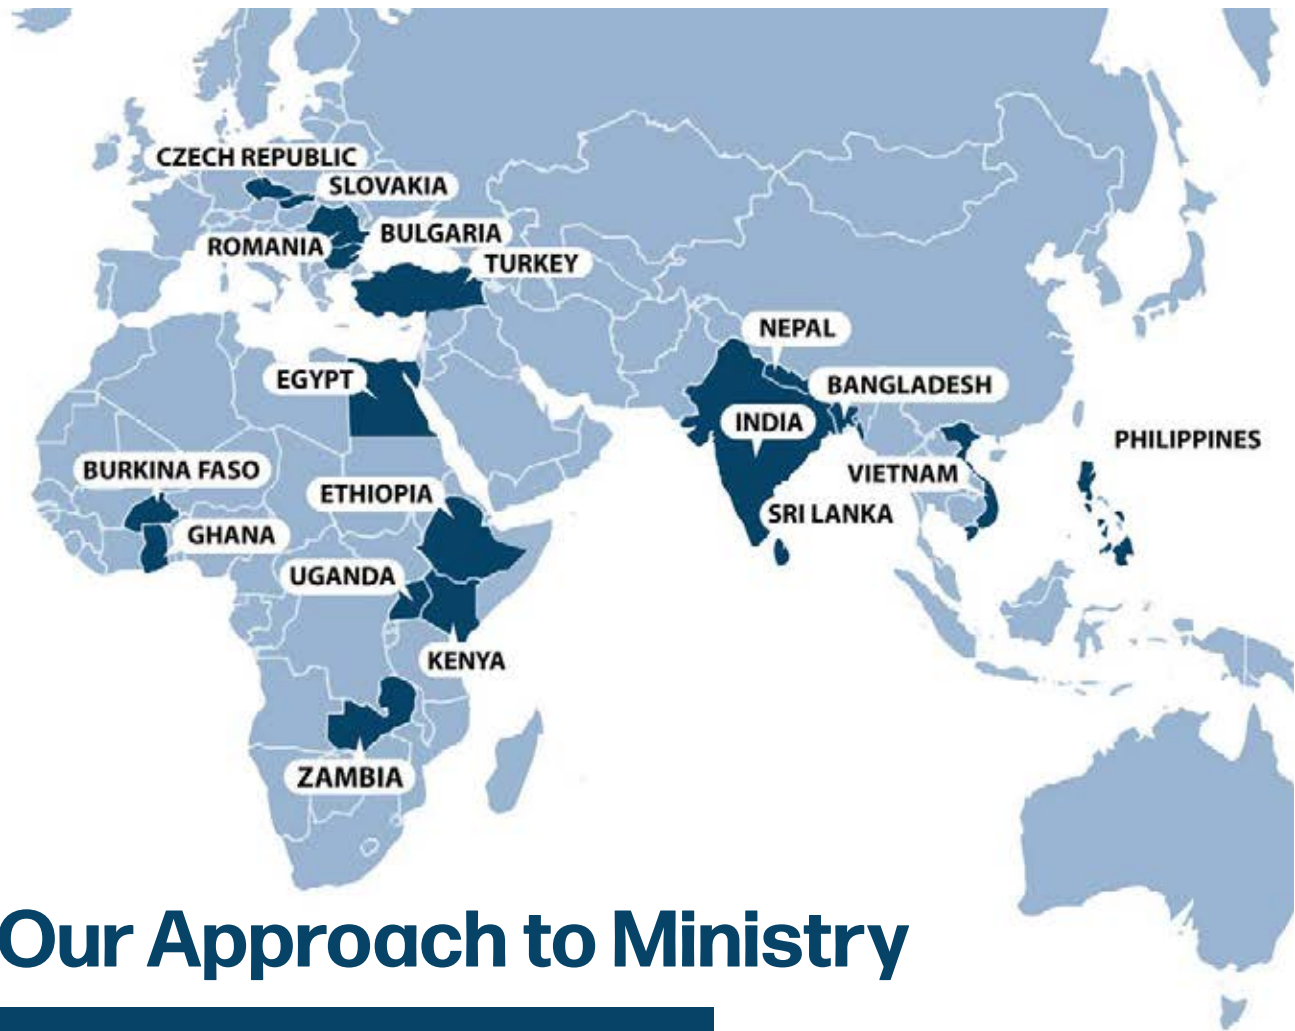 CZECH REPUBLIC
SLOVAKIA
BULGARIA
ROMANIA
TURKEY
NEPAL
EGYPT
BANGLADESH
INDIA
PHILIPPINES
BURKINA FASO
VIETNAM
ETHIOPIA
SRI LANKA
GHANA
UGANDA
KENYA
ZAMBIA
Our Approach to Ministry